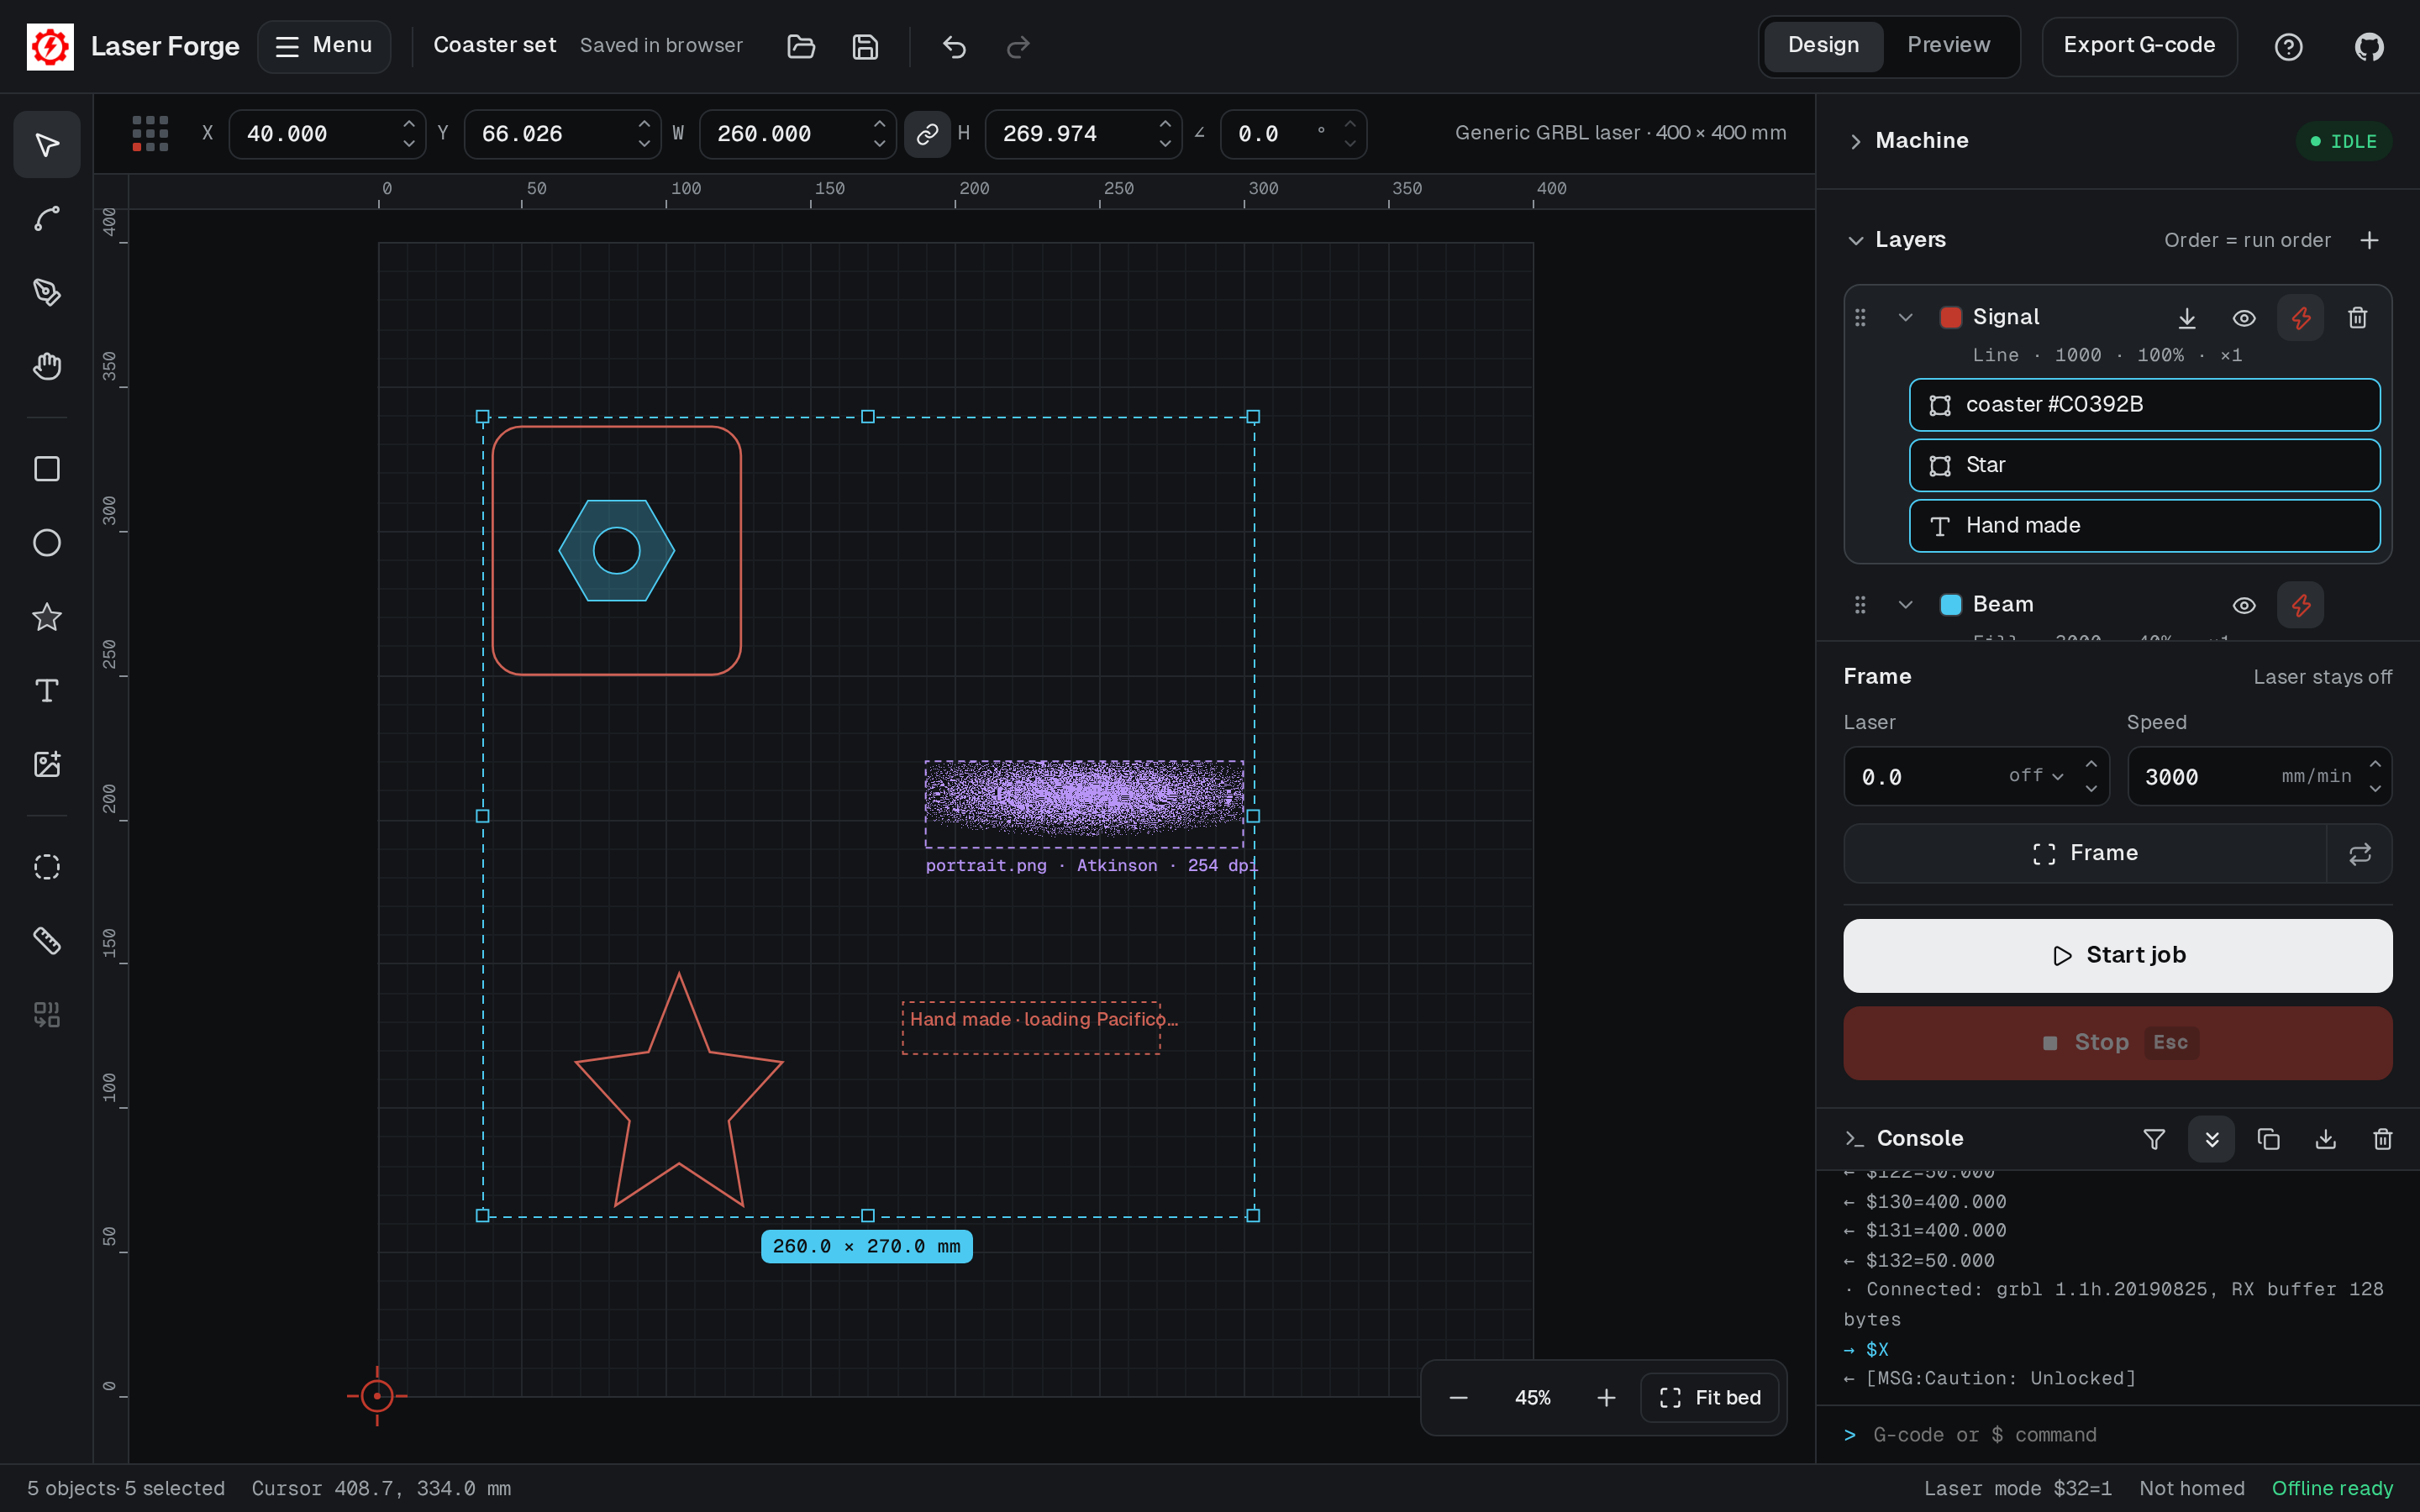 Laser Forge
Menu
Coaster set
Saved in browser
Design
Preview
Export G-code
X
40.000
Y
66.026
W
260.000
H
269.974
∠
0.0
°
Generic GRBL laser · 400 × 400 mm
0
50
100
150
200
250
300
350
400
400
350
300
250
200
150
100
50
0
portrait.png · Atkinson · 254 dpi
Hand made · loading Pacifico…
260.0 × 270.0 mm
45%
Fit bed
Machine
IDLE
Layers
Order = run order
Signal
Line · 1000 · 100% · ×1
coaster #C0392B
Star
Hand made
Beam
Fill · 3000 · 40% · ×1
Frame
Laser stays off
Laser
Speed
0.0
off
3000
mm/min
Frame
Start job
Stop
Esc
Console
← $122=50.000
← $130=400.000
← $131=400.000
← $132=50.000
· Connected: grbl 1.1h.20190825, RX buffer 128
bytes
→ $X
← [MSG:Caution: Unlocked]
> G-code or $ command
5 objects · 5 selected
Cursor 408.7, 334.0 mm
Laser mode $32=1
Not homed
Offline ready